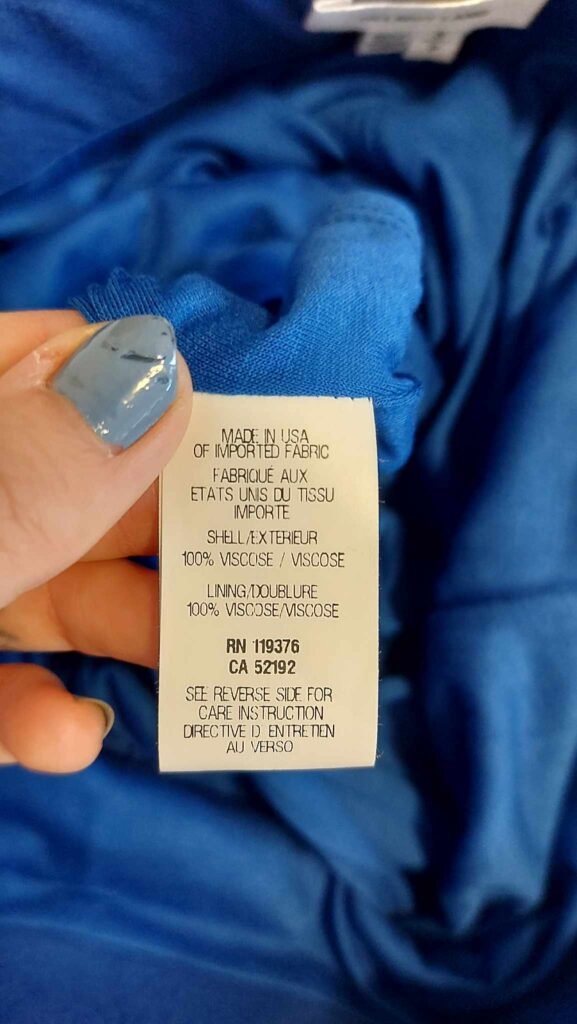 MADE IN USA
OF IMPORTED FABRIC
FABRIQUÉ AUX
ETATS UNIS DU TISSU
IMPORTE
SHELL/EXTERIEUR
100% VISCOSE / VISCOSE
LINING/DOUBLURE
100% VISCOSE/VISCOSE
RN 119376
CA 52192
SEE REVERSE SIDE FOR
CARE INSTRUCTION
DIRECTIVE D ENTRETIEN
AU VERSO